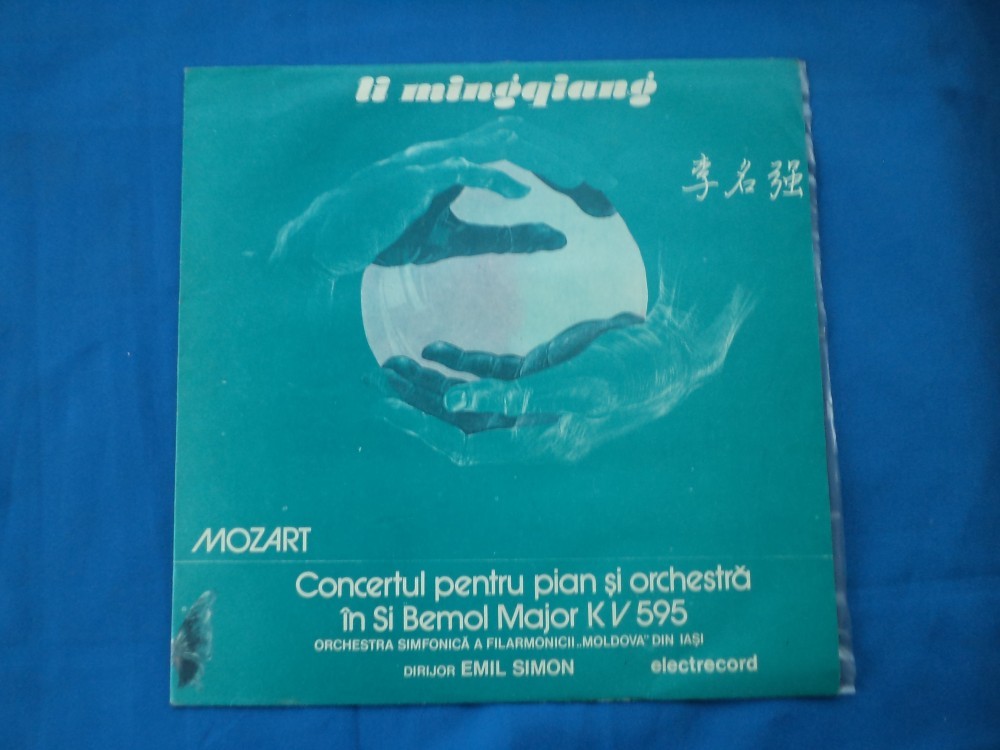 li mingqiang
李名强
MOZART
Concertul pentru pian și orchestră
în Si Bemol Major KV 595
ORCHESTRA SIMFONICĂ A FILARMONICII „MOLDOVA” DIN IAȘI
DIRIJOR EMIL SIMON
electrecord